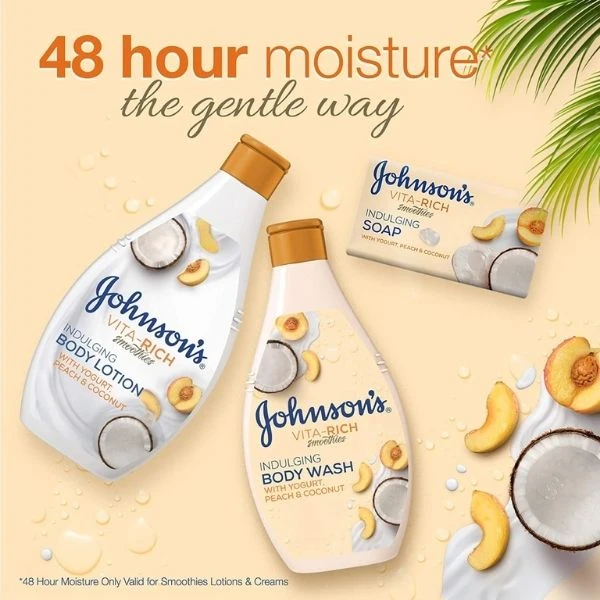 48 hour moisture*
the gentle way
Johnson's®
VITA-RICH
smoothies
INDULGING
SOAP
WITH YOGURT, PEACH & COCONUT
Johnson's®
VITA-RICH
smoothies
INDULGING
BODY LOTION
WITH YOGURT,
PEACH & COCONUT
Johnson's®
VITA-RICH
smoothies
INDULGING
BODY WASH
WITH YOGURT,
PEACH & COCONUT
*48 Hour Moisture Only Valid for Smoothies Lotions & Creams